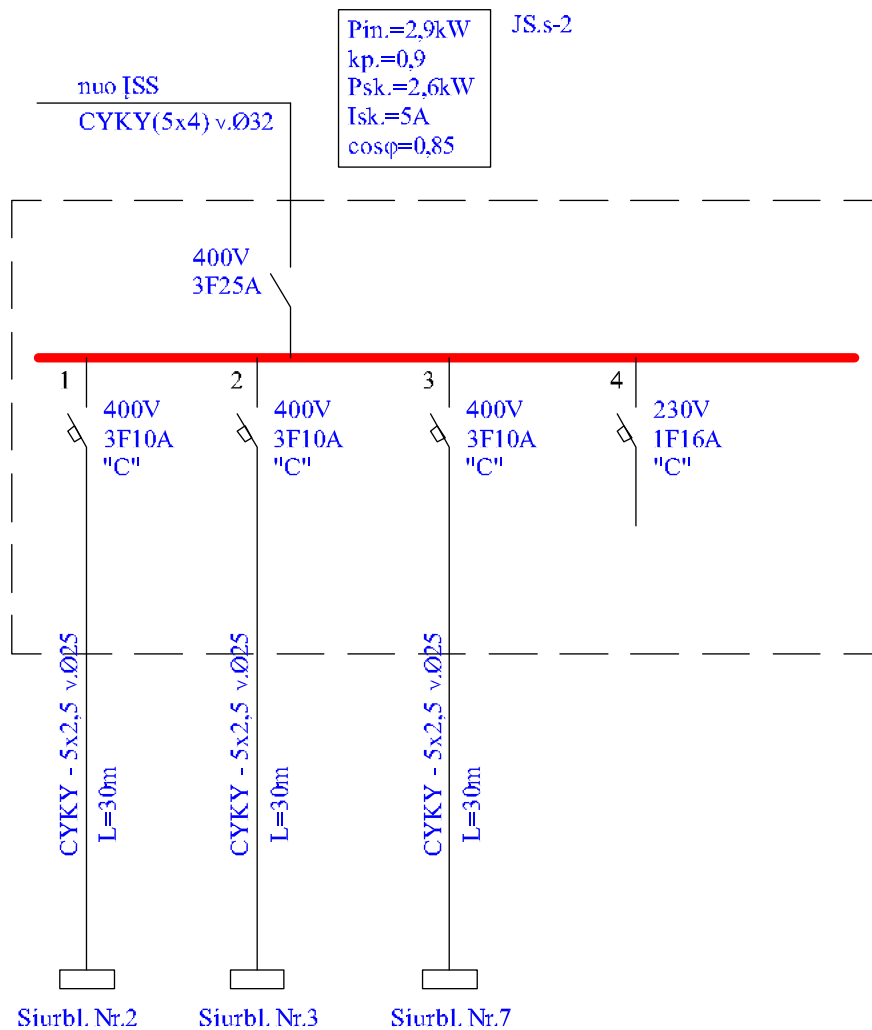 Pin.=2,9kW
kp.=0,9
Psk.=2,6kW
Isk.=5A
cosφ=0,85
JS.s-2
nuo ĮSS
CYKY(5x4) v.Ø32
400V
3F25A
1
400V
3F10A
"C"
2
400V
3F10A
"C"
3
400V
3F10A
"C"
4
230V
1F16A
"C"
CYKY - 5x2,5 v.Ø25
L=30m
CYKY - 5x2,5 v.Ø25
L=30m
CYKY - 5x2,5 v.Ø25
L=30m
Siurbl. Nr.2
Siurbl. Nr.3
Siurbl. Nr.7